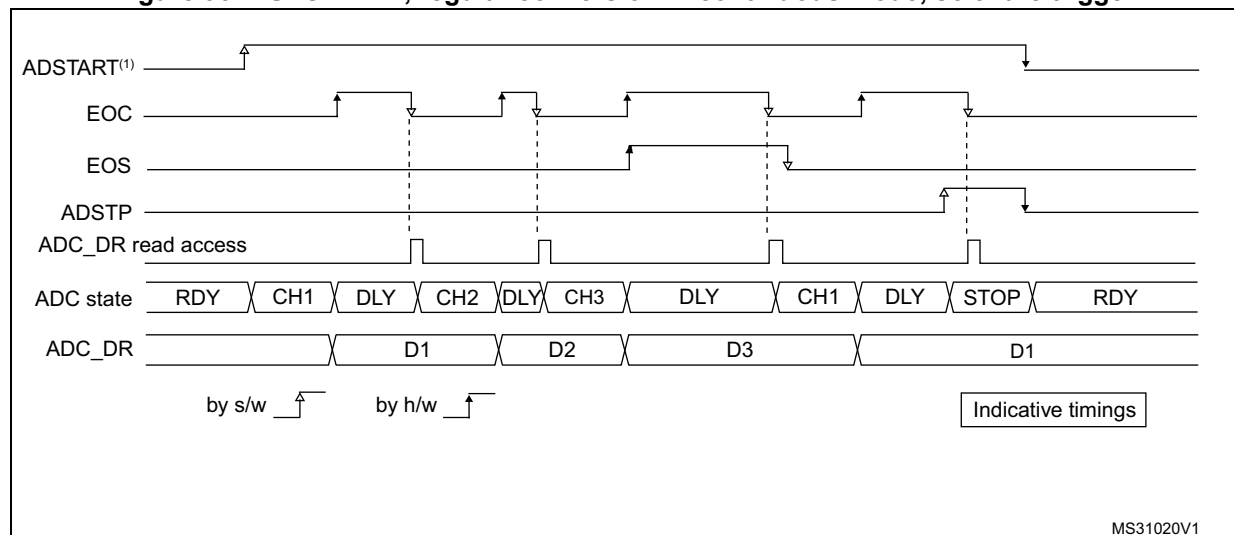 ADSTART(1)
EOC
EOS
ADSTP
ADC_DR read access
ADC state RDY CH1 DLY CH2 DLY CH3 DLY CH1 DLY STOP RDY
ADC_DR D1 D2 D3 D1
by s/w by h/w Indicative timings
MS31020V1